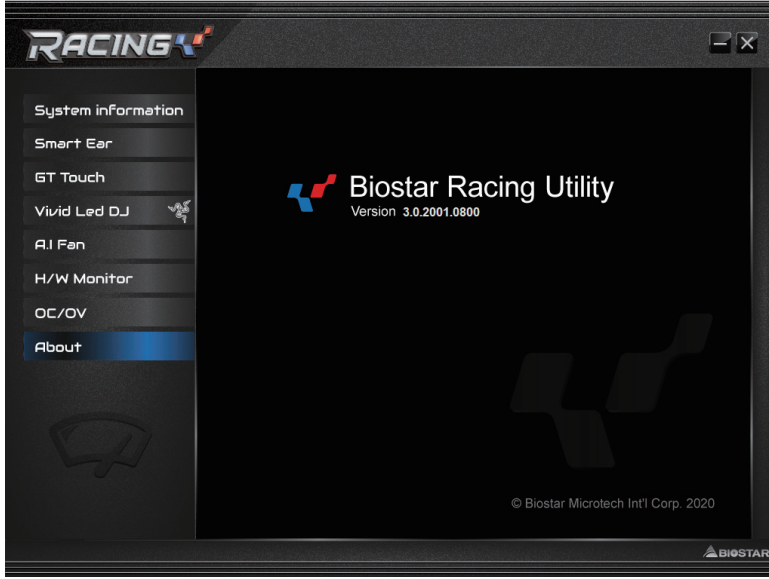 RACING
System information
Smart Ear
GT Touch
Vivid Led DJ
A.I Fan
H/W Monitor
OC/OV
About
Biostar Racing Utility
Version 3.0.2001.0800
© Biostar Microtech Int'l Corp. 2020
BIOSTAR